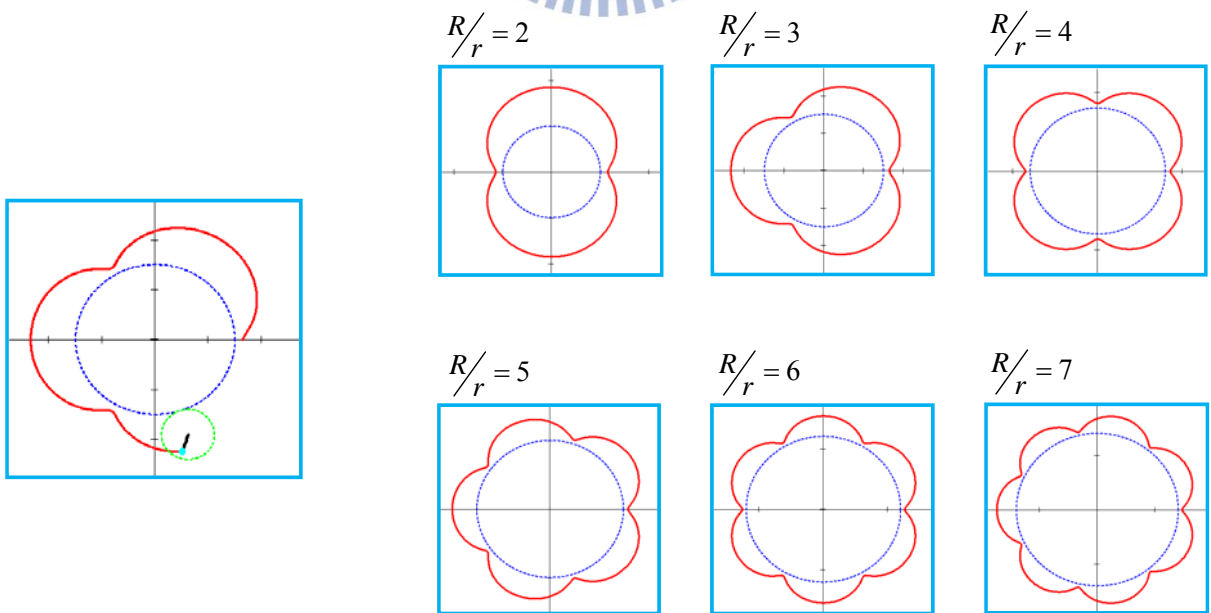 R/r = 2
R/r = 3
R/r = 4
R/r = 5
R/r = 6
R/r = 7